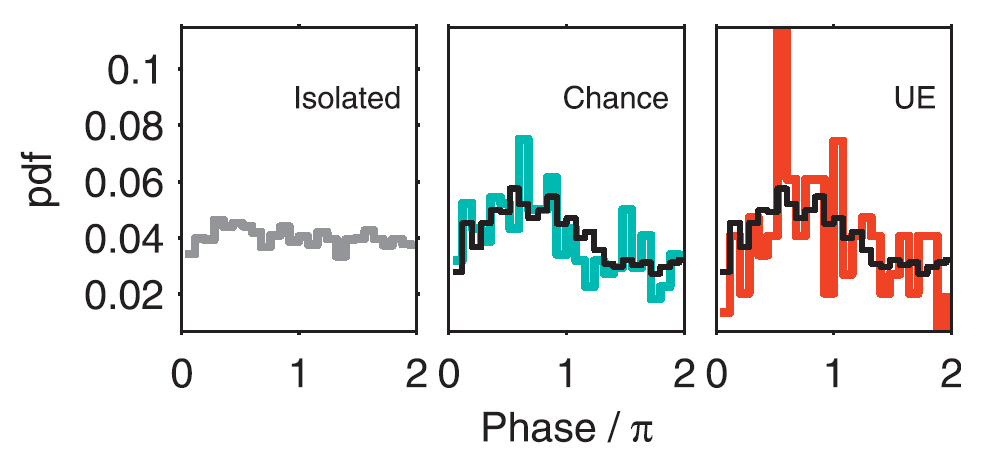 Isolated
Chance
UE
pdf
0.1
0.08
0.06
0.04
0.02
0 1 2
0 1 2
0 1 2
Phase / π